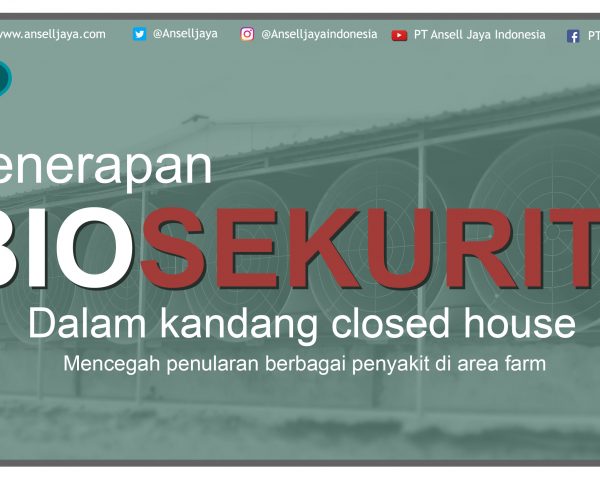 www.anselljaya.com @Anselljaya @Anselljayaindonesia PT Ansell Jaya Indonesia PT
enerapan
BIOSEKURIT
Dalam kandang closed house
Mencegah penularan berbagai penyakit di area farm